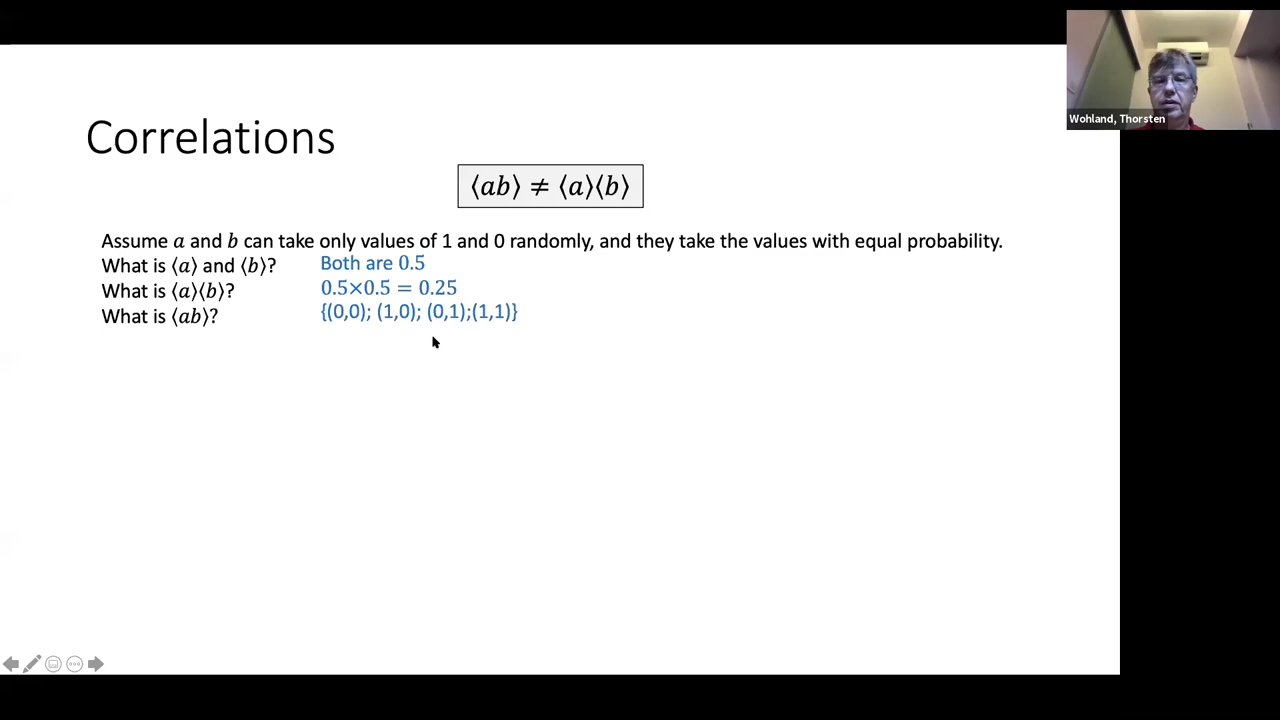 Wohland, Thorsten
Correlations
⟨ab⟩ ≠ ⟨a⟩⟨b⟩
Assume a and b can take only values of 1 and 0 randomly, and they take the values with equal probability.
What is ⟨a⟩ and ⟨b⟩? Both are 0.5
What is ⟨a⟩⟨b⟩? 0.5×0.5 = 0.25
What is ⟨ab⟩? {(0,0); (1,0); (0,1);(1,1)}